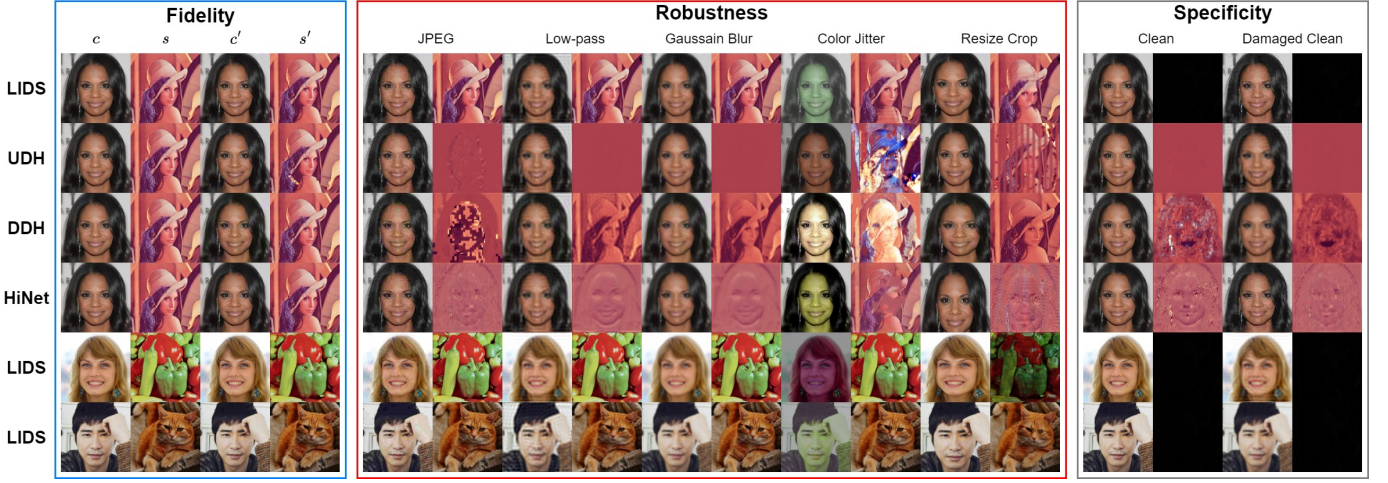 Fidelity
Robustness
Specificity
c s c′ s′
JPEG Low-pass Gaussain Blur Color Jitter Resize Crop
Clean Damaged Clean
LIDS
UDH
DDH
HiNet
LIDS
LIDS